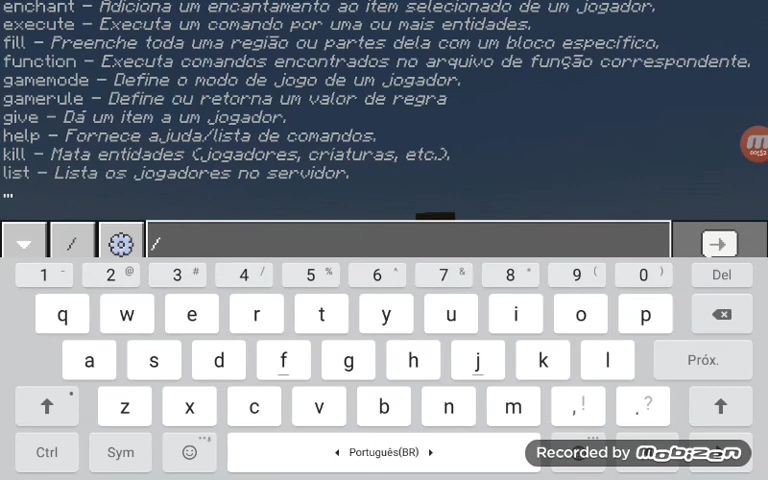 enchant – Adiciona um encantamento ao item selecionado de um jogador.
execute – Executa um comando por uma ou mais entidades.
fill – Preenche toda uma região ou partes dela com um bloco específico.
function – Executa comandos encontrados no arquivo de função correspondente.
gamemode – Define o modo de jogo de um jogador.
gamerule – Define ou retorna um valor de regra
give – Dá um item a um jogador.
help – Fornece ajuda/lista de comandos.
kill – Mata entidades (jogadores, criaturas, etc.).
list – Lista os jogadores no servidor.
...
/ /
1 - 2 @ 3 # 4 / 5 % 6 ^ 7 & 8 * 9 ( 0 ) Del
q w e r t y u i o p
a s d f g h j k l Próx.
z x c v b n m , ! . ?
Ctrl Sym Português(BR)
Recorded by mobizen